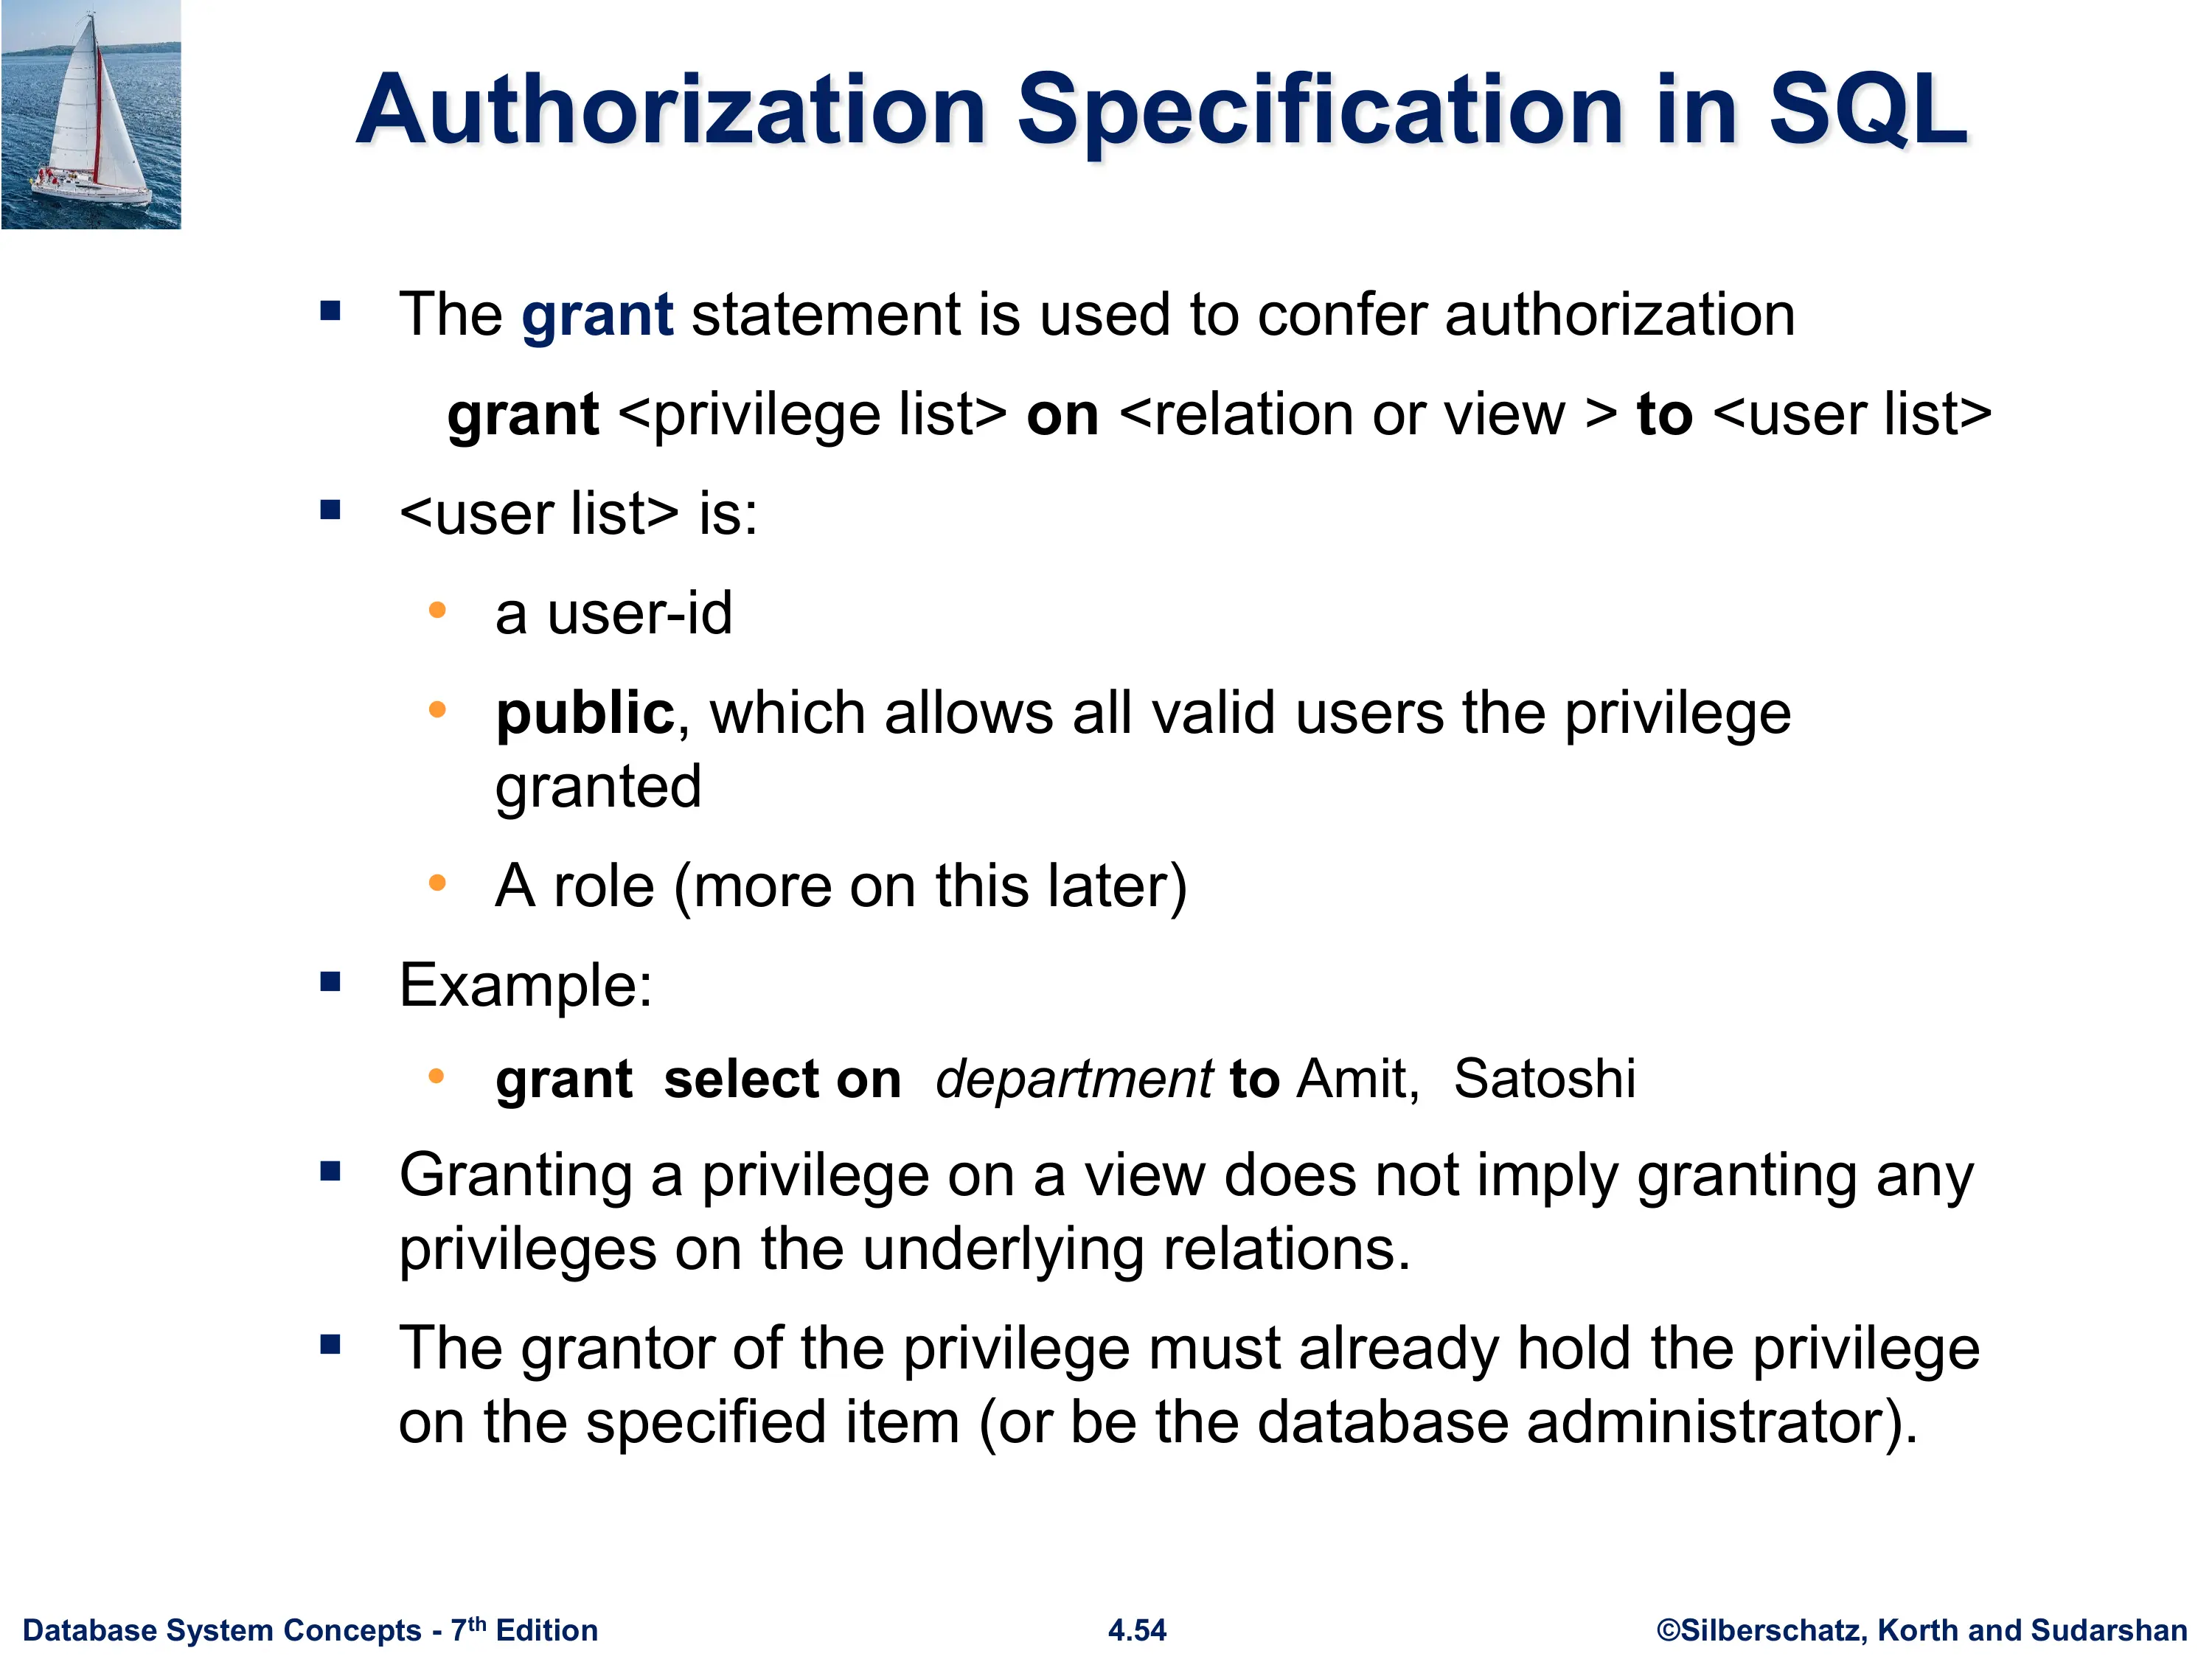 Authorization Specification in SQL
▪ The grant statement is used to confer authorization
grant <privilege list> on <relation or view > to <user list>
▪ <user list> is:
• a user-id
• public, which allows all valid users the privilege
granted
• A role (more on this later)
▪ Example:
• grant  select on  department to Amit,  Satoshi
▪ Granting a privilege on a view does not imply granting any
privileges on the underlying relations.
▪ The grantor of the privilege must already hold the privilege
on the specified item (or be the database administrator).
Database System Concepts - 7th Edition
4.54
©Silberschatz, Korth and Sudarshan